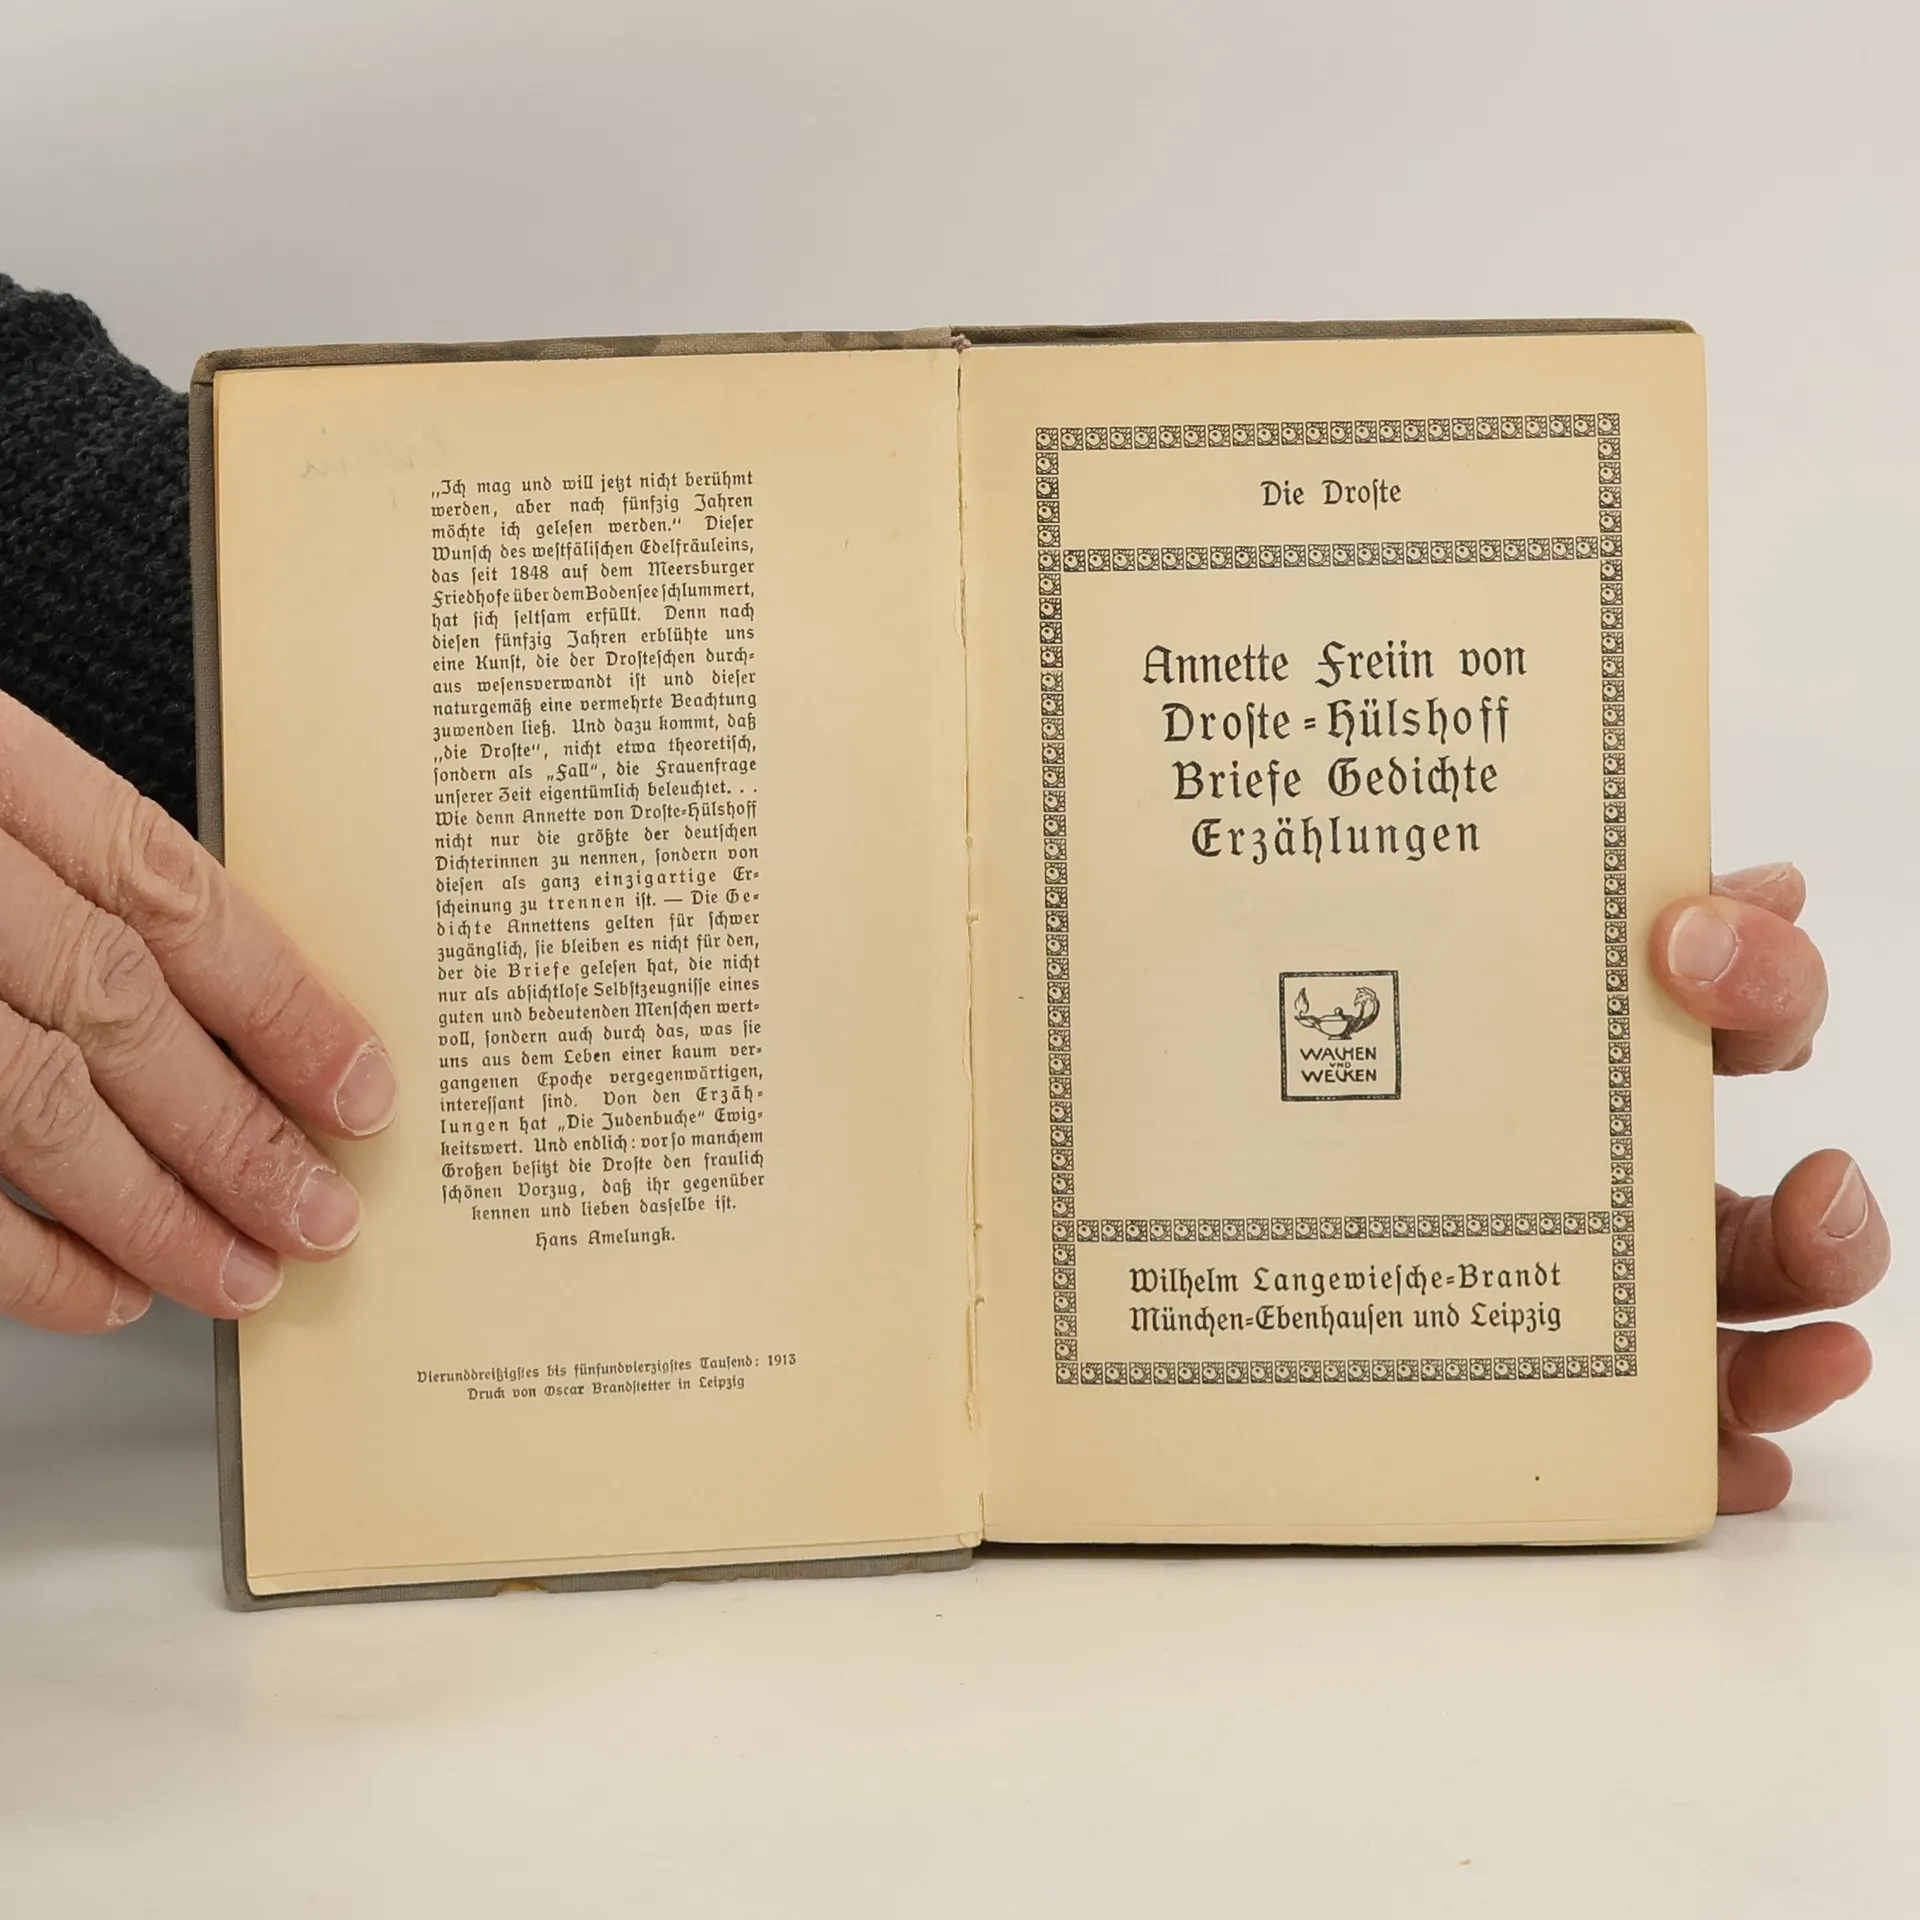 „Ich mag und will jetzt nicht berühmt
werden, aber nach fünfzig Jahren
möchte ich gelesen werden.“ Dieser
Wunsch des westfälischen Edelfräuleins,
das seit 1848 auf dem Meersburger
Friedhofe über dem Bodensee schlummert,
hat sich seltsam erfüllt. Denn nach
diesen fünfzig Jahren erblühte uns
eine Kunst, die der Drosteschen durch-
aus wesensverwandt ist und dieser
naturgemäß eine vermehrte Beachtung
zuwenden ließ. Und dazu kommt, daß
„die Droste“, nicht etwa theoretisch,
sondern als „Fall“, die Frauenfrage
unserer Zeit eigentümlich beleuchtet. . .
Wie denn Annette von Droste-Hülshoff
nicht nur die größte der deutschen
Dichterinnen zu nennen, sondern von
diesen als ganz einzigartige Er-
scheinung zu trennen ist. — Die Ge-
dichte Annettens gelten für schwer
zugänglich, sie bleiben es nicht für den,
der die Briefe gelesen hat, die nicht
nur als absichtlose Selbstzeugnisse eines
guten und bedeutenden Menschen wert-
voll, sondern auch durch das, was sie
uns aus dem Leben einer kaum ver-
gangenen Epoche vergegenwärtigen,
interessant sind. Von den Erzäh-
lungen hat „Die Judenbuche“ Ewig-
keitswert. Und endlich: vor so manchem
Großen besitzt die Droste den fraulich
schönen Vorzug, daß ihr gegenüber
kennen und lieben dasselbe ist.
Hans Amelungk.
Vierunddreißigstes bis fünfundvierzigstes Tausend: 1913
Druck von Oscar Brandstetter in Leipzig
Die Droste
Annette Freiin von
Droste-Hülshoff
Briefe Gedichte
Erzählungen
WACHEN
UND
WECKEN
Wilhelm Langewiesche-Brandt
München-Ebenhausen und Leipzig